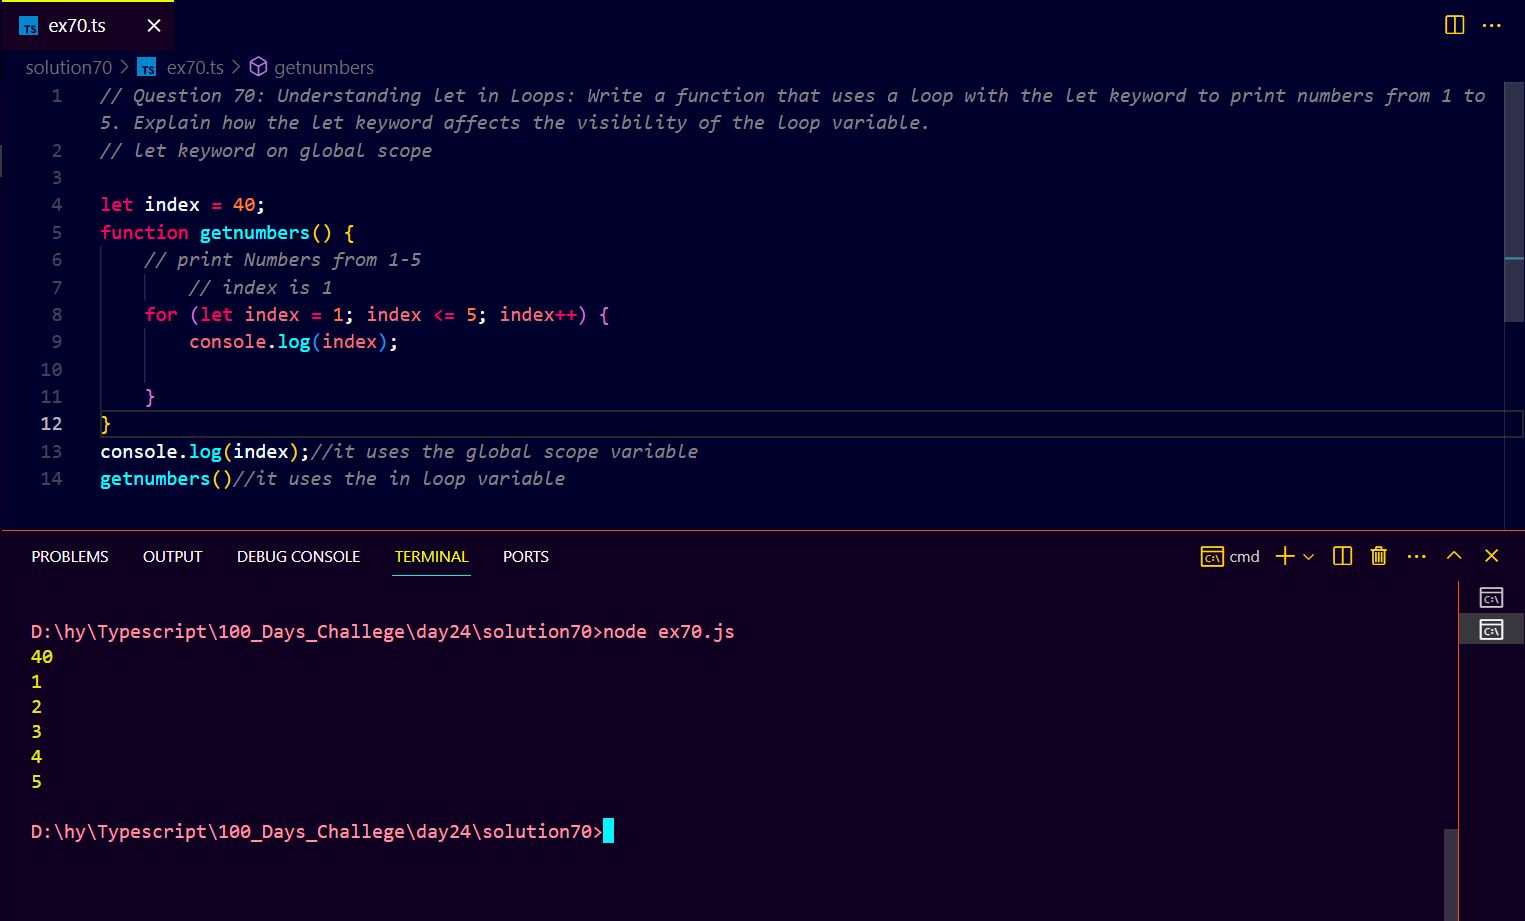 TS ex70.ts
solution70 > TS ex70.ts > getnumbers
1 // Question 70: Understanding let in Loops: Write a function that uses a loop with the let keyword to print numbers from 1 to
5. Explain how the let keyword affects the visibility of the loop variable.
2 // let keyword on global scope
3
4 let index = 40;
5 function getnumbers() {
6 // print Numbers from 1-5
7 // index is 1
8 for (let index = 1; index <= 5; index++) {
9 console.log(index);
10
11 }
12 }
13 console.log(index);//it uses the global scope variable
14 getnumbers()//it uses the in loop variable
PROBLEMS OUTPUT DEBUG CONSOLE TERMINAL PORTS cmd
D:\hy\Typescript\100_Days_Challege\day24\solution70>node ex70.js
40
1
2
3
4
5
D:\hy\Typescript\100_Days_Challege\day24\solution70>